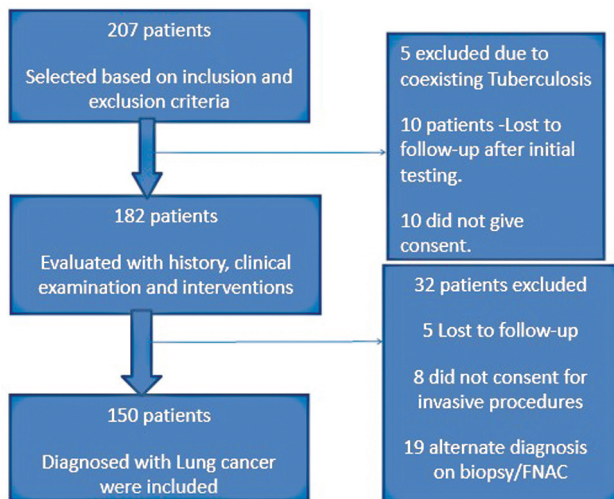 207 patients
Selected based on inclusion and
exclusion criteria
5 excluded due to
coexisting Tuberculosis
10 patients -Lost to
follow-up after initial
testing.
10 did not give
consent.
182 patients
Evaluated with history, clinical
examination and interventions
32 patients excluded
5 Lost to follow-up
8 did not consent for
invasive procedures
19 alternate diagnosis
on biopsy/FNAC
150 patients
Diagnosed with Lung cancer
were included